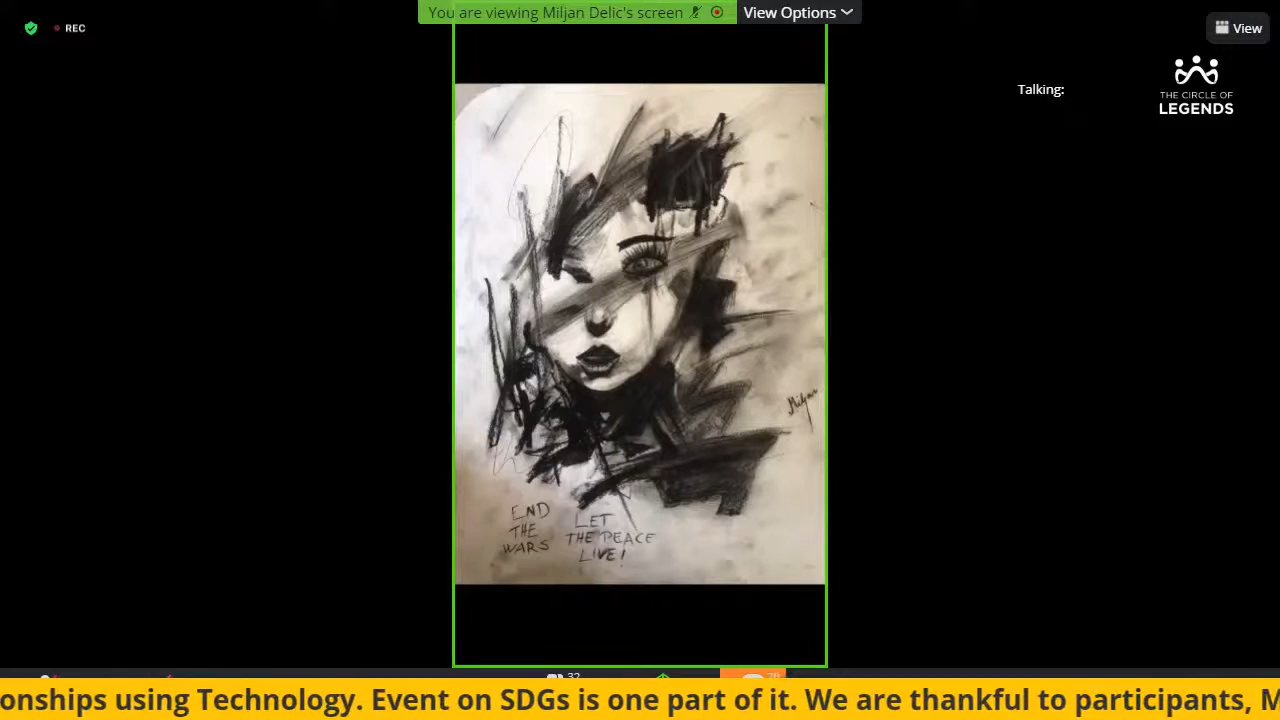 You are viewing Miljan Delic's screen
View Options
REC
View
Talking:
THE CIRCLE OF
LEGENDS
Miljan
END
THE
WARS
LET
THE PEACE
LIVE!
32
onships using Technology. Event on SDGs is one part of it. We are thankful to participants, M